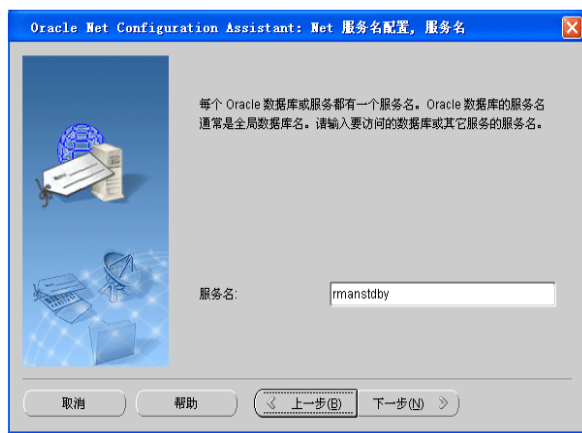 Oracle Net Configuration Assistant: Net 服务名配置, 服务名
每个 Oracle 数据库或服务都有一个服务名。Oracle 数据库的服务名
通常是全局数据库名。请输入要访问的数据库或其它服务的服务名。
服务名:
rmanstdby
取消
帮助
上一步(B)
下一步(N)